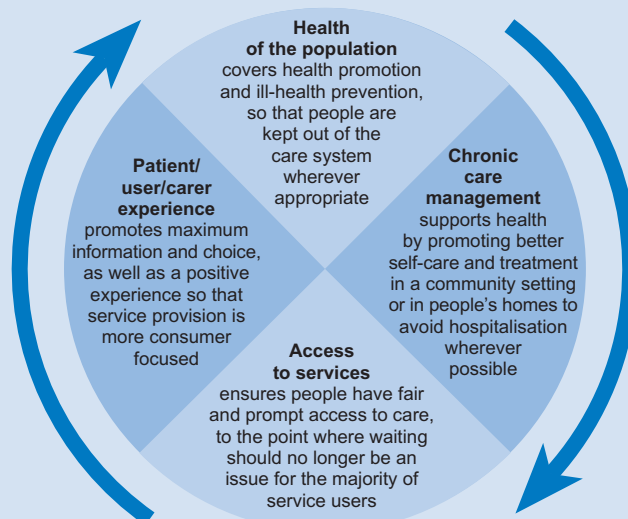 Health
of the population
covers health promotion
and ill-health prevention,
so that people are
kept out of the
care system
wherever
appropriate
Chronic
care
management
supports health
by promoting better
self-care and treatment
in a community setting
or in people's homes to
avoid hospitalisation
wherever
possible
Access
to services
ensures people have fair
and prompt access to care,
to the point where waiting
should no longer be an
issue for the majority of
service users
Patient/
user/carer
experience
promotes maximum
information and choice,
as well as a positive
experience so that
service provision is
more consumer
focused